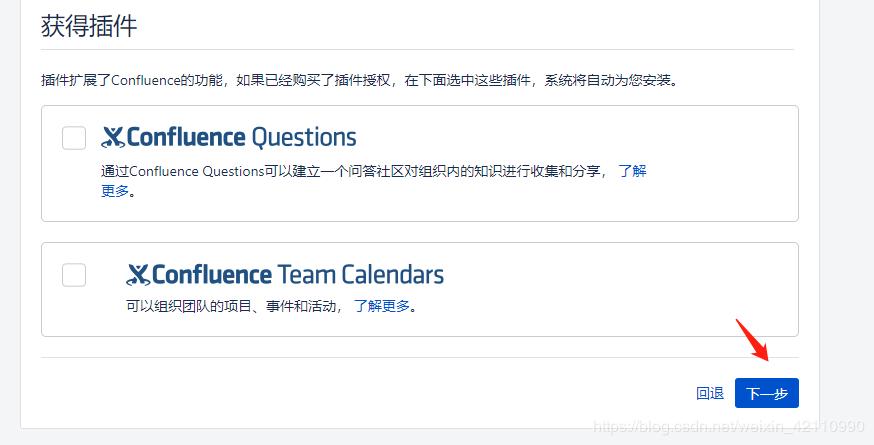 获得插件
插件扩展了Confluence的功能，如果已经购买了插件授权，在下面选中这些插件，系统将自动为您安装。
Confluence Questions
通过Confluence Questions可以建立一个问答社区对组织内的知识进行收集和分享， 了解
更多。
Confluence Team Calendars
可以组织团队的项目、事件和活动， 了解更多。
回退 下一步
https://blog.csdn.net/weixin_42110990